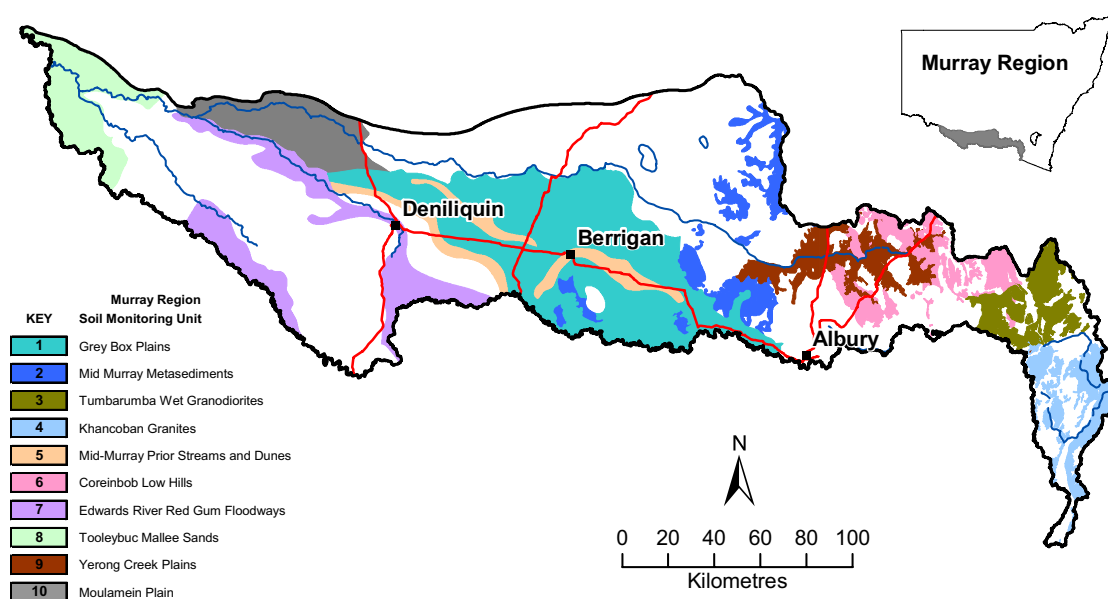 Murray Region
Deniliquin
Berrigan
Albury
Murray Region
KEY Soil Monitoring Unit
1 Grey Box Plains
2 Mid Murray Metasediments
3 Tumbarumba Wet Granodiorites
4 Khancoban Granites
5 Mid-Murray Prior Streams and Dunes
6 Coreinbob Low Hills
7 Edwards River Red Gum Floodways
8 Tooleybuc Mallee Sands
9 Yerong Creek Plains
10 Moulamein Plain
N
0 20 40 60 80 100
Kilometres